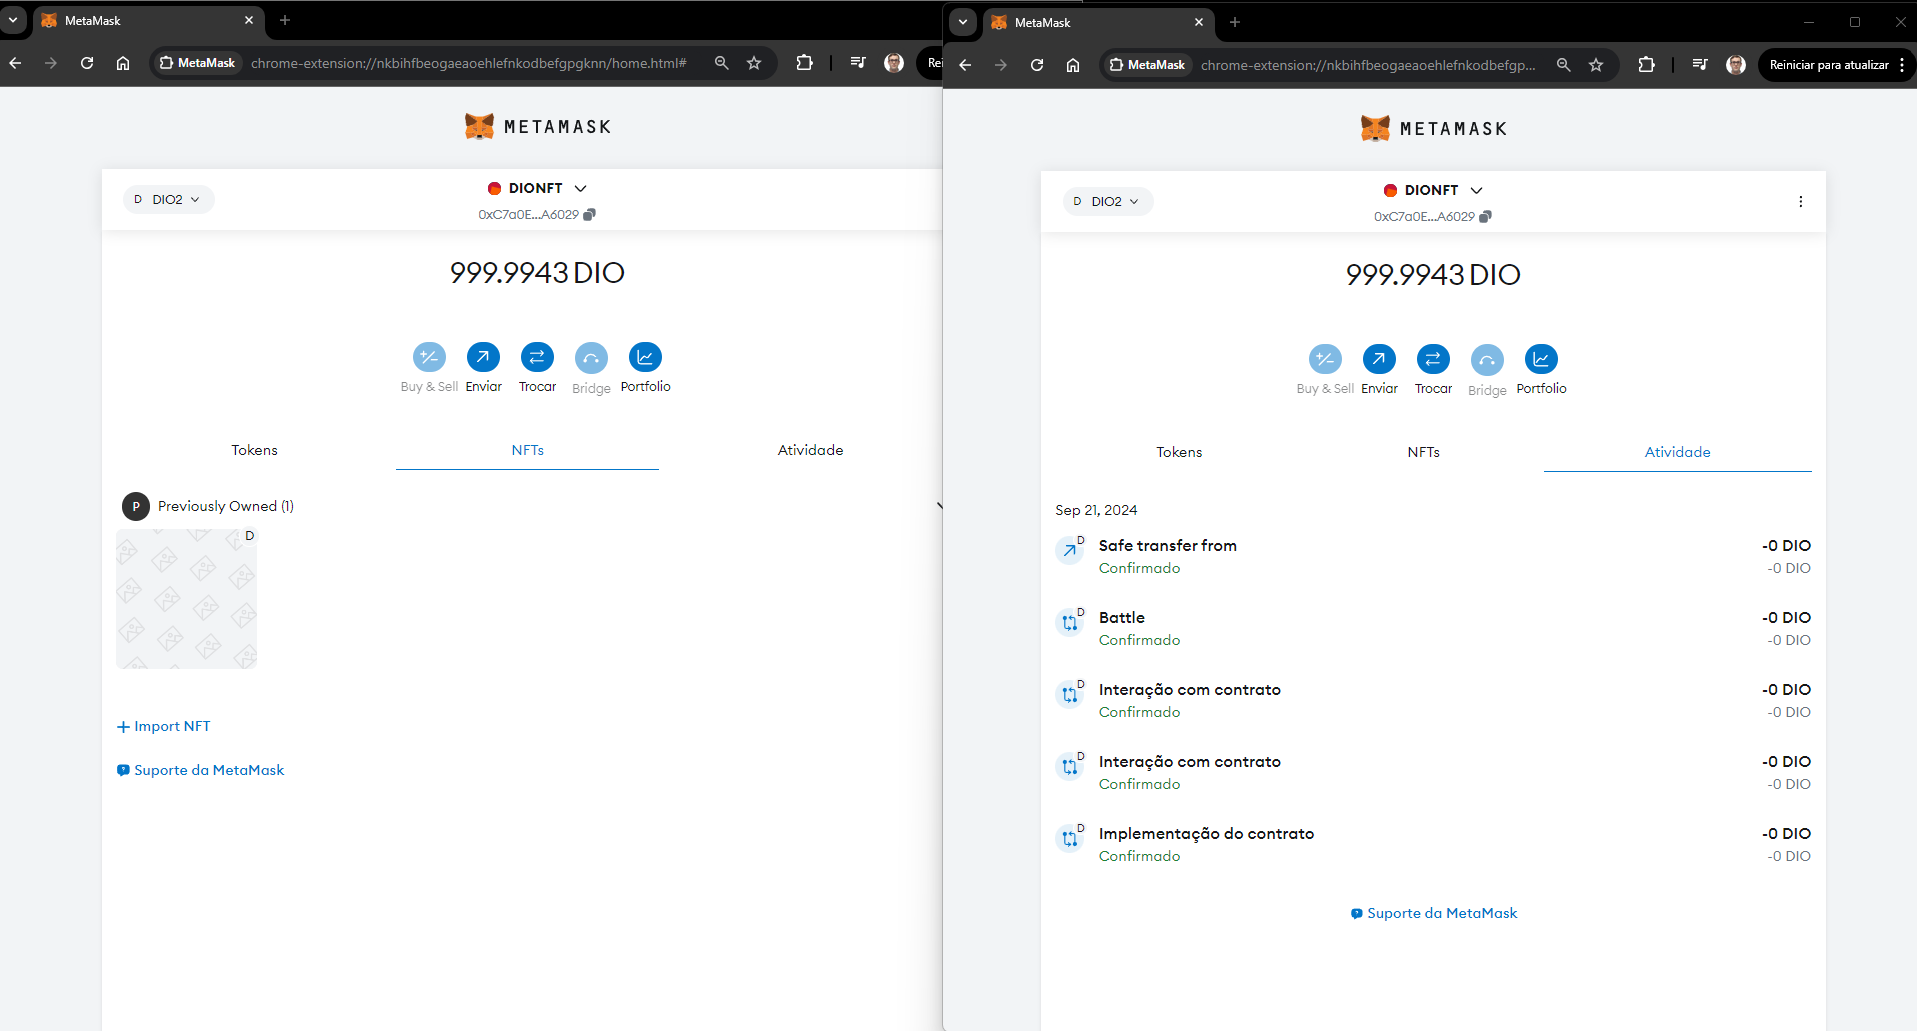 MetaMask
MetaMask
chrome-extension://nkbihfbeogaeaoehlefnkodbefgpgknn/home.html#
Rei
METAMASK
D DIO2
DIONFT
0xC7a0E...A6029
999.9943 DIO
Buy & Sell
Enviar
Trocar
Bridge
Portfolio
Tokens
NFTs
Atividade
P Previously Owned (1)
D
Import NFT
Suporte da MetaMask
MetaMask
MetaMask
chrome-extension://nkbihfbeogaeaoehlefnkodbefgp...
Reiniciar para atualizar
METAMASK
D DIO2
DIONFT
0xC7a0E...A6029
999.9943 DIO
Buy & Sell
Enviar
Trocar
Bridge
Portfolio
Tokens
NFTs
Atividade
Sep 21, 2024
D
Safe transfer from
-0 DIO
Confirmado
-0 DIO
D
Battle
-0 DIO
Confirmado
-0 DIO
D
Interação com contrato
-0 DIO
Confirmado
-0 DIO
D
Interação com contrato
-0 DIO
Confirmado
-0 DIO
D
Implementação do contrato
-0 DIO
Confirmado
-0 DIO
Suporte da MetaMask